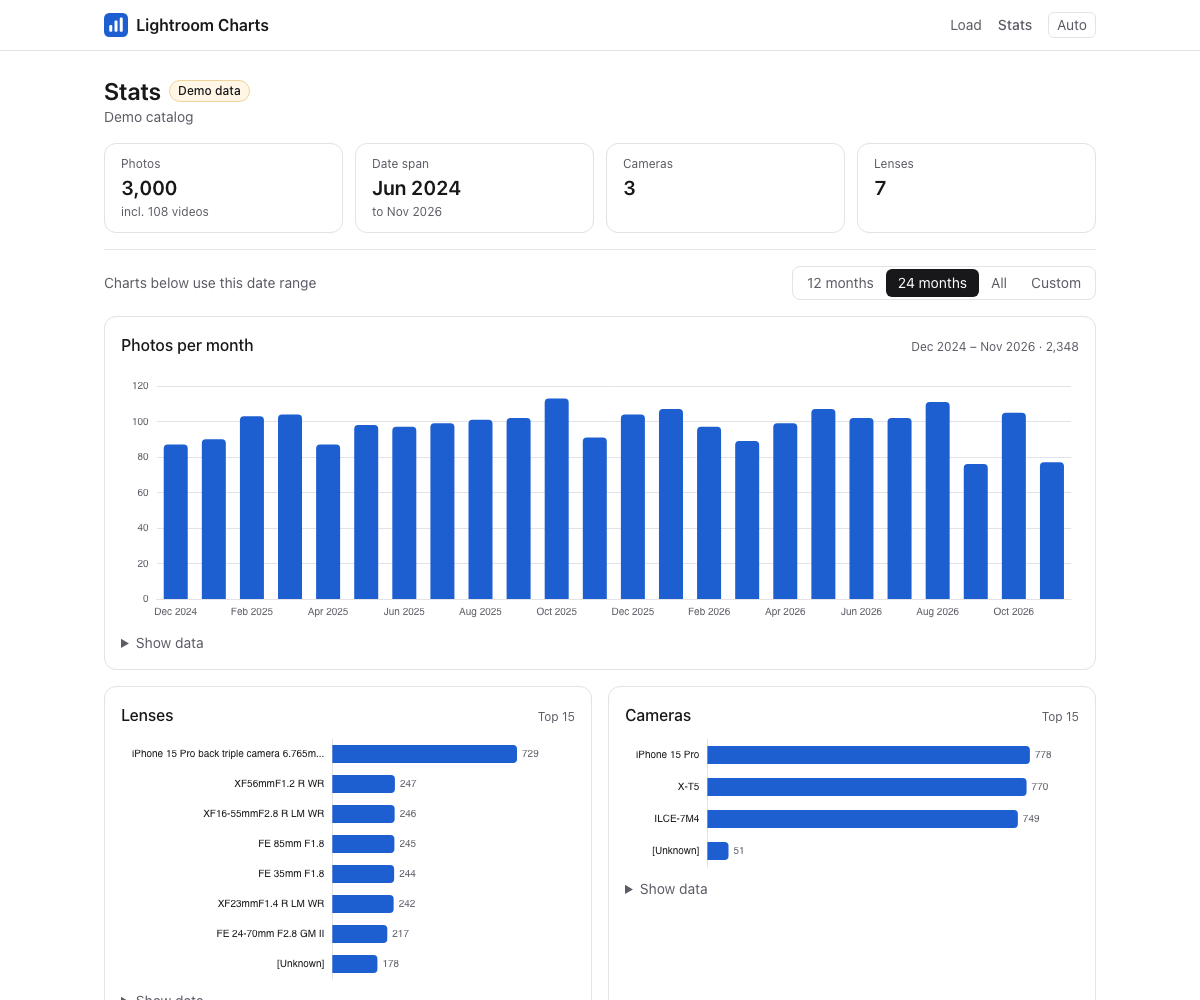 Lightroom Charts
Load Stats Auto
Stats Demo data
Demo catalog
Photos
3,000
incl. 108 videos
Date span
Jun 2024
to Nov 2026
Cameras
3
Lenses
7
Charts below use this date range
12 months 24 months All Custom
Photos per month
Dec 2024 – Nov 2026 · 2,348
120
100
80
60
40
20
0
Dec 2024 Feb 2025 Apr 2025 Jun 2025 Aug 2025 Oct 2025 Dec 2025 Feb 2026 Apr 2026 Jun 2026 Aug 2026 Oct 2026
Show data
Lenses
Top 15
iPhone 15 Pro back triple camera 6.765m... 729
XF56mmF1.2 R WR 247
XF16-55mmF2.8 R LM WR 246
FE 85mm F1.8 245
FE 35mm F1.8 244
XF23mmF1.4 R LM WR 242
FE 24-70mm F2.8 GM II 217
[Unknown] 178
Show data
Cameras
Top 15
iPhone 15 Pro 778
X-T5 770
ILCE-7M4 749
[Unknown] 51
Show data